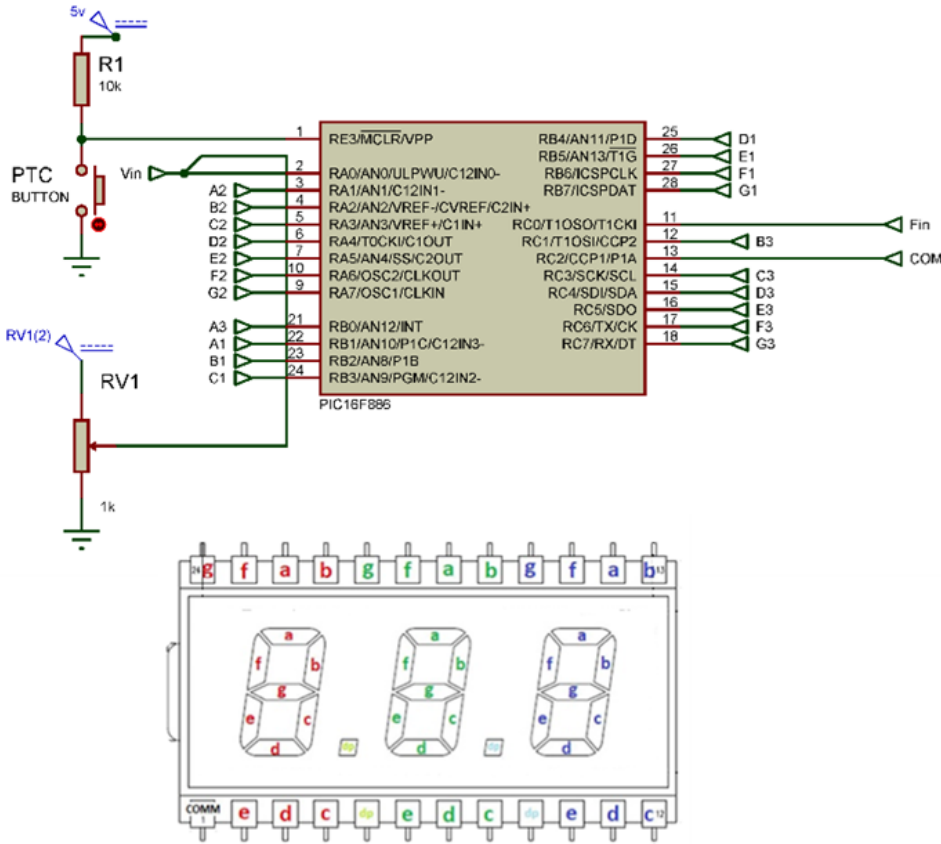 5v
R1
10k
PTC
BUTTON
Vin
A2
B2
C2
D2
E2
F2
G2
A3
A1
B1
C1
RV1(2)
RV1
1k
1 RE3/MCLR/VPP
2 RA0/AN0/ULPWU/C12IN0-
3 RA1/AN1/C12IN1-
4 RA2/AN2/VREF-/CVREF/C2IN+
5 RA3/AN3/VREF+/C1IN+
6 RA4/T0CKI/C1OUT
7 RA5/AN4/SS/C2OUT
10 RA6/OSC2/CLKOUT
9 RA7/OSC1/CLKIN
21 RB0/AN12/INT
22 RB1/AN10/P1C/C12IN3-
23 RB2/AN8/P1B
24 RB3/AN9/PGM/C12IN2-
RB4/AN11/P1D 25 D1
RB5/AN13/T1G 26 E1
RB6/ICSPCLK 27 F1
RB7/ICSPDAT 28 G1
RC0/T1OSO/T1CKI 11 Fin
RC1/T1OSI/CCP2 12 B3
RC2/CCP1/P1A 13 COM
RC3/SCK/SCL 14 C3
RC4/SDI/SDA 15 D3
RC5/SDO 16 E3
RC6/TX/CK 17 F3
RC7/RX/DT 18 G3
PIC16F886
g f a b g f a b g f a b 13
a a a
f b f b f b
g g g
e c e c e c
d dp d dp d
COMM e d c dp e d c dp e d c 12
1